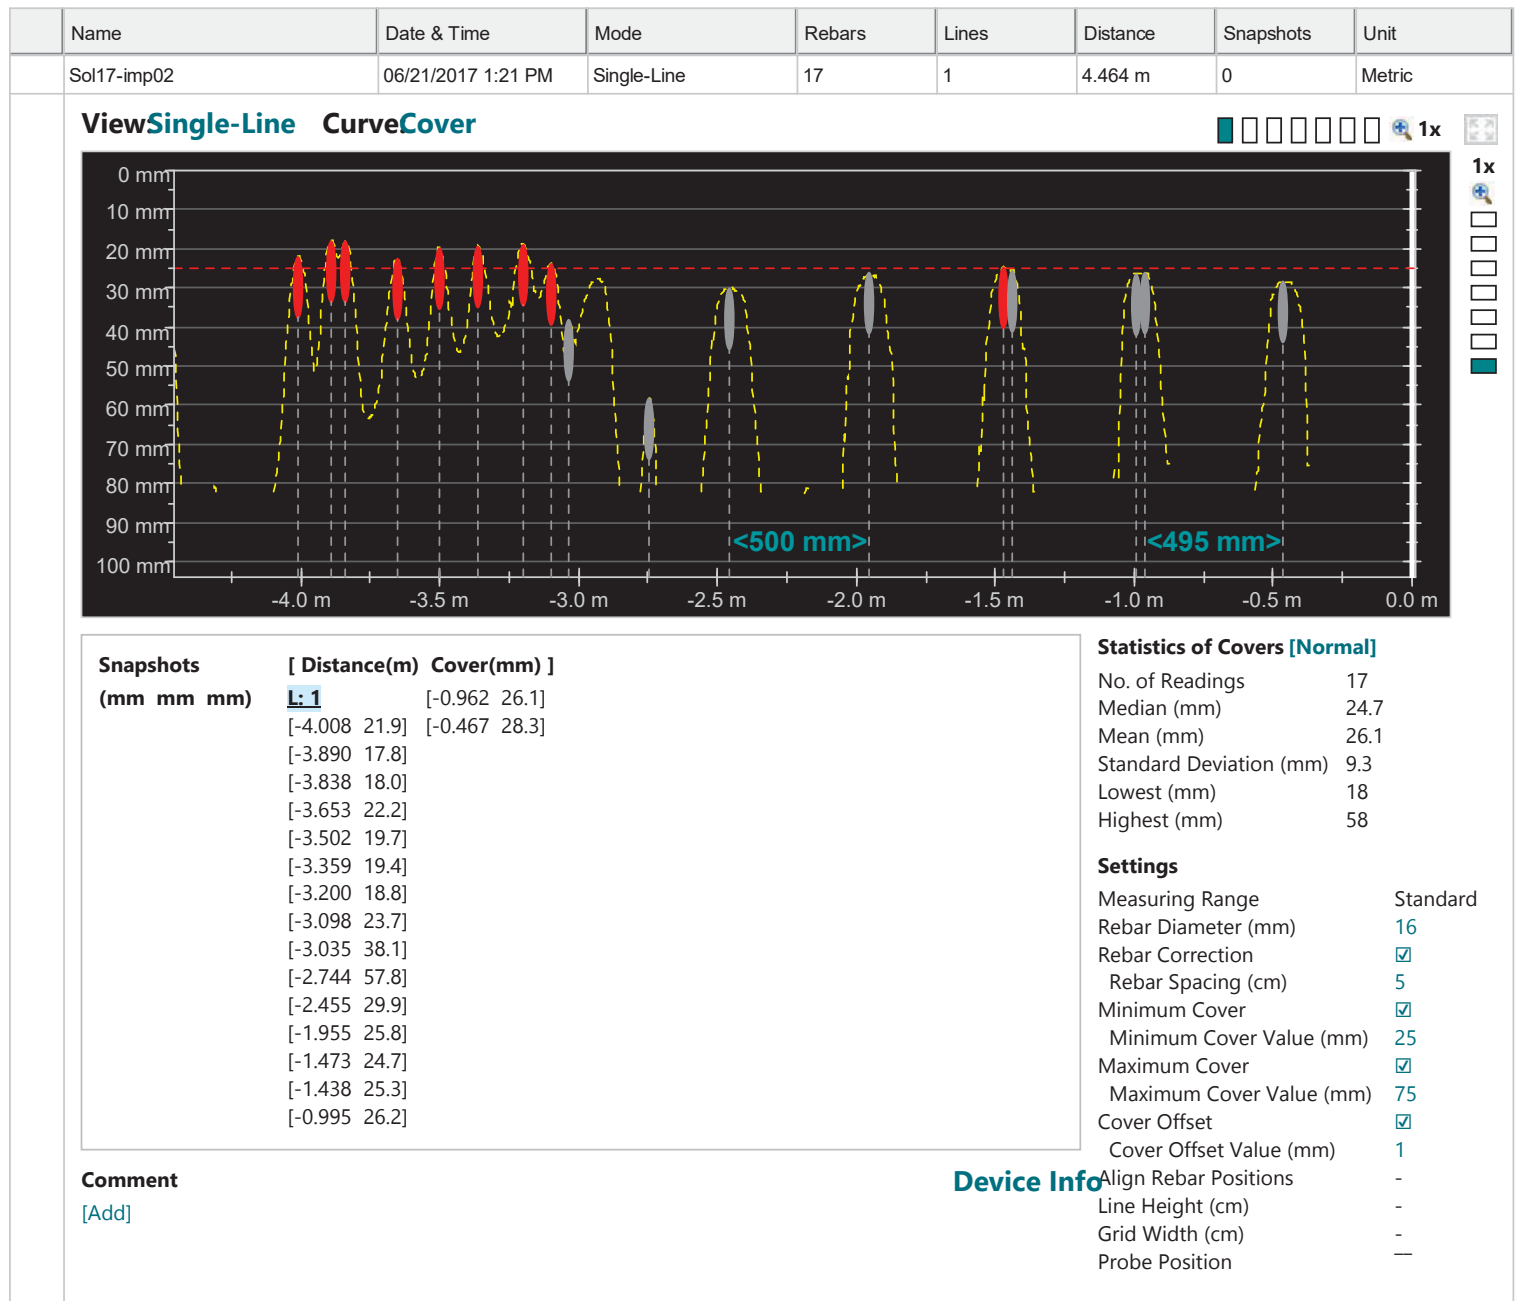 Name Date & Time Mode Rebars Lines Distance Snapshots Unit
Sol17-imp02 06/21/2017 1:21 PM Single-Line 17 1 4.464 m 0 Metric
View:Single-Line Curve:Cover 1x
1x
0 mm
10 mm
20 mm
30 mm
40 mm
50 mm
60 mm
70 mm
80 mm
90 mm
100 mm
<500 mm> <495 mm>
-4.0 m -3.5 m -3.0 m -2.5 m -2.0 m -1.5 m -1.0 m -0.5 m 0.0 m
Snapshots [ Distance(m) Cover(mm) ]
(mm mm mm) L: 1 [-0.962 26.1]
[-4.008 21.9] [-0.467 28.3]
[-3.890 17.8]
[-3.838 18.0]
[-3.653 22.2]
[-3.502 19.7]
[-3.359 19.4]
[-3.200 18.8]
[-3.098 23.7]
[-3.035 38.1]
[-2.744 57.8]
[-2.455 29.9]
[-1.955 25.8]
[-1.473 24.7]
[-1.438 25.3]
[-0.995 26.2]
Statistics of Covers [Normal]
No. of Readings 17
Median (mm) 24.7
Mean (mm) 26.1
Standard Deviation (mm) 9.3
Lowest (mm) 18
Highest (mm) 58
Settings
Measuring Range Standard
Rebar Diameter (mm) 16
Rebar Correction ☑
Rebar Spacing (cm) 5
Minimum Cover ☑
Minimum Cover Value (mm) 25
Maximum Cover ☑
Maximum Cover Value (mm) 75
Cover Offset ☑
Cover Offset Value (mm) 1
Align Rebar Positions -
Line Height (cm) -
Grid Width (cm) -
Probe Position —
Comment
[Add]
Device Info